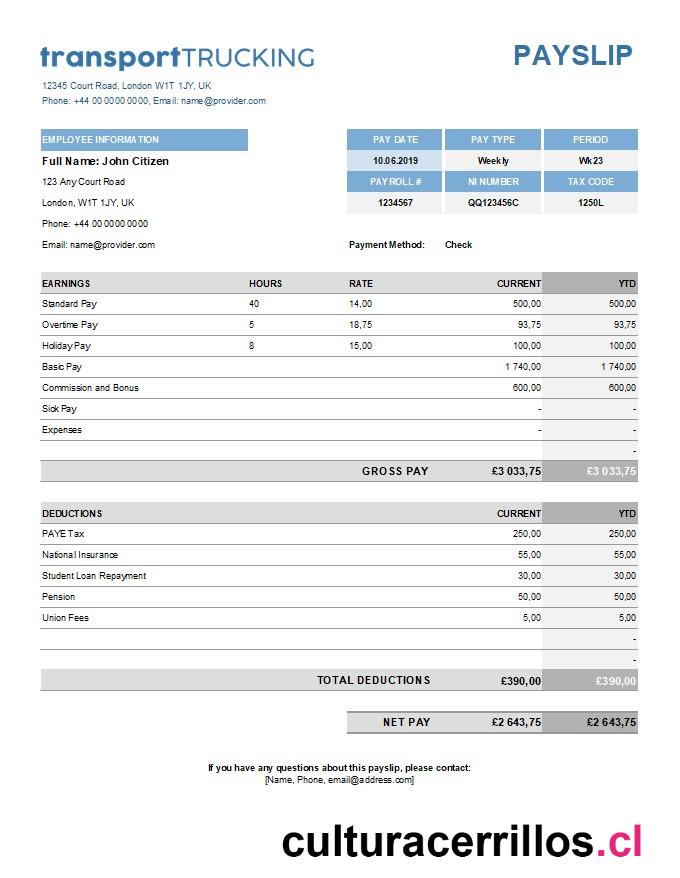 transportTRUCKING
PAYSLIP
12345 Court Road, London W1T 1JY, UK
Phone: +44 00 0000 0000, Email: name@provider.com
EMPLOYEE INFORMATION PAY DATE PAY TYPE PERIOD
Full Name: John Citizen 10.06.2019 Weekly Wk23
123 Any Court Road PAYROLL # NI NUMBER TAX CODE
London, W1T 1JY, UK 1234567 QQ123456C 1250L
Phone: +44 00 0000 0000
Email: name@provider.com Payment Method: Check
EARNINGS HOURS RATE CURRENT YTD
Standard Pay 40 14,00 500,00 500,00
Overtime Pay 5 18,75 93,75 93,75
Holiday Pay 8 15,00 100,00 100,00
Basic Pay 1 740,00 1 740,00
Commission and Bonus 600,00 600,00
Sick Pay - -
Expenses - -
-
GROSS PAY £3 033,75 £3 033,75
DEDUCTIONS CURRENT YTD
PAYE Tax 250,00 250,00
National Insurance 55,00 55,00
Student Loan Repayment 30,00 30,00
Pension 50,00 50,00
Union Fees 5,00 5,00
-
-
TOTAL DEDUCTIONS £390,00 £390,00
NET PAY £2 643,75 £2 643,75
If you have any questions about this payslip, please contact:
[Name, Phone, email@address.com]
culturacerrillos.cl